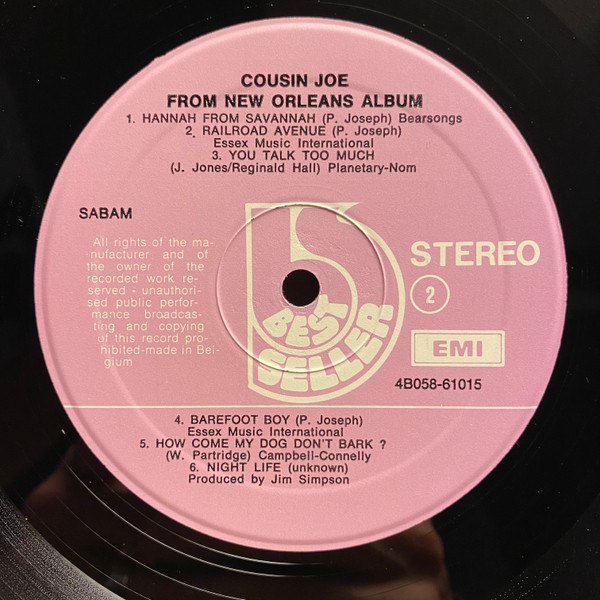 COUSIN JOE
FROM NEW ORLEANS ALBUM
1. HANNAH FROM SAVANNAH (P. Joseph) Bearsongs
2. RAILROAD AVENUE (P. Joseph)
Essex Music International
3. YOU TALK TOO MUCH
(J. Jones/Reginald Hall) Planetary-Nom
SABAM
All rights of the ma-
nufacturer and of
the owner of the
recorded work re-
served - unauthori-
sed public perfor-
mance broadcas-
ting and copying
of this record pro-
hibited-made in Bel-
gium
BEST
SELLER
STEREO
2
EMI
4B058-61015
4. BAREFOOT BOY (P. Joseph)
Essex Music International
5. HOW COME MY DOG DON'T BARK ?
(W. Partridge) Campbell-Connelly
6. NIGHT LIFE (unknown)
Produced by Jim Simpson